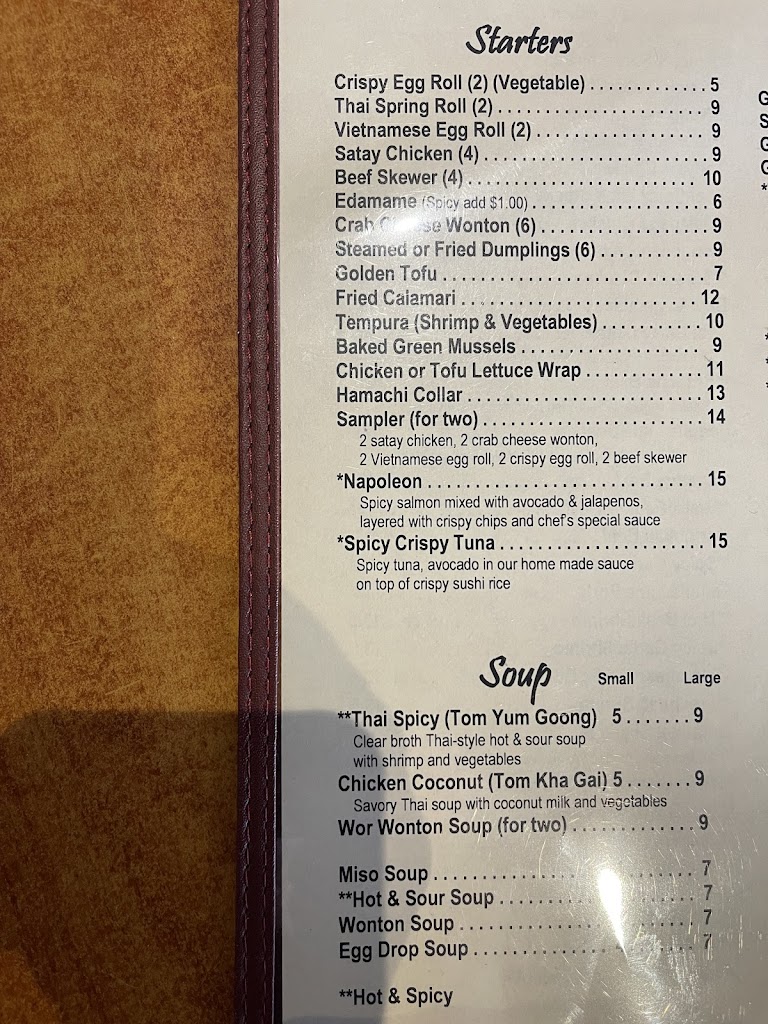 Starters
Crispy Egg Roll (2) (Vegetable) . . . . . . . . . . . . . 5
Thai Spring Roll (2) . . . . . . . . . . . . . . . . . . . . . . . 9
Vietnamese Egg Roll (2) . . . . . . . . . . . . . . . . . . . 9
Satay Chicken (4) . . . . . . . . . . . . . . . . . . . . . . . . . 9
Beef Skewer (4) . . . . . . . . . . . . . . . . . . . . . . . . . 10
Edamame (Spicy add $1.00) . . . . . . . . . . . . . . . . . . . 6
Crab Cheese Wonton (6) . . . . . . . . . . . . . . . . . . . 9
Steamed or Fried Dumplings (6) . . . . . . . . . . . . 9
Golden Tofu . . . . . . . . . . . . . . . . . . . . . . . . . . . . . 7
Fried Calamari . . . . . . . . . . . . . . . . . . . . . . . . . . 12
Tempura (Shrimp & Vegetables) . . . . . . . . . . . 10
Baked Green Mussels . . . . . . . . . . . . . . . . . . . . 9
Chicken or Tofu Lettuce Wrap . . . . . . . . . . . . . 11
Hamachi Collar . . . . . . . . . . . . . . . . . . . . . . . . . . 13
Sampler (for two) . . . . . . . . . . . . . . . . . . . . . . . . 14
2 satay chicken, 2 crab cheese wonton,
2 Vietnamese egg roll, 2 crispy egg roll, 2 beef skewer
*Napoleon . . . . . . . . . . . . . . . . . . . . . . . . . . . . . . 15
Spicy salmon mixed with avocado & jalapenos,
layered with crispy chips and chef's special sauce
*Spicy Crispy Tuna . . . . . . . . . . . . . . . . . . . . . . . 15
Spicy tuna, avocado in our home made sauce
on top of crispy sushi rice
Soup Small Large
**Thai Spicy (Tom Yum Goong) 5 . . . . . . . 9
Clear broth Thai-style hot & sour soup
with shrimp and vegetables
Chicken Coconut (Tom Kha Gai) 5 . . . . . . . 9
Savory Thai soup with coconut milk and vegetables
Wor Wonton Soup (for two) . . . . . . . . . . . . . 9
Miso Soup . . . . . . . . . . . . . . . . . . . . . . . . . . . 7
**Hot & Sour Soup . . . . . . . . . . . . . . . . . . . . 7
Wonton Soup . . . . . . . . . . . . . . . . . . . . . . . . 7
Egg Drop Soup . . . . . . . . . . . . . . . . . . . . . . 7
**Hot & Spicy